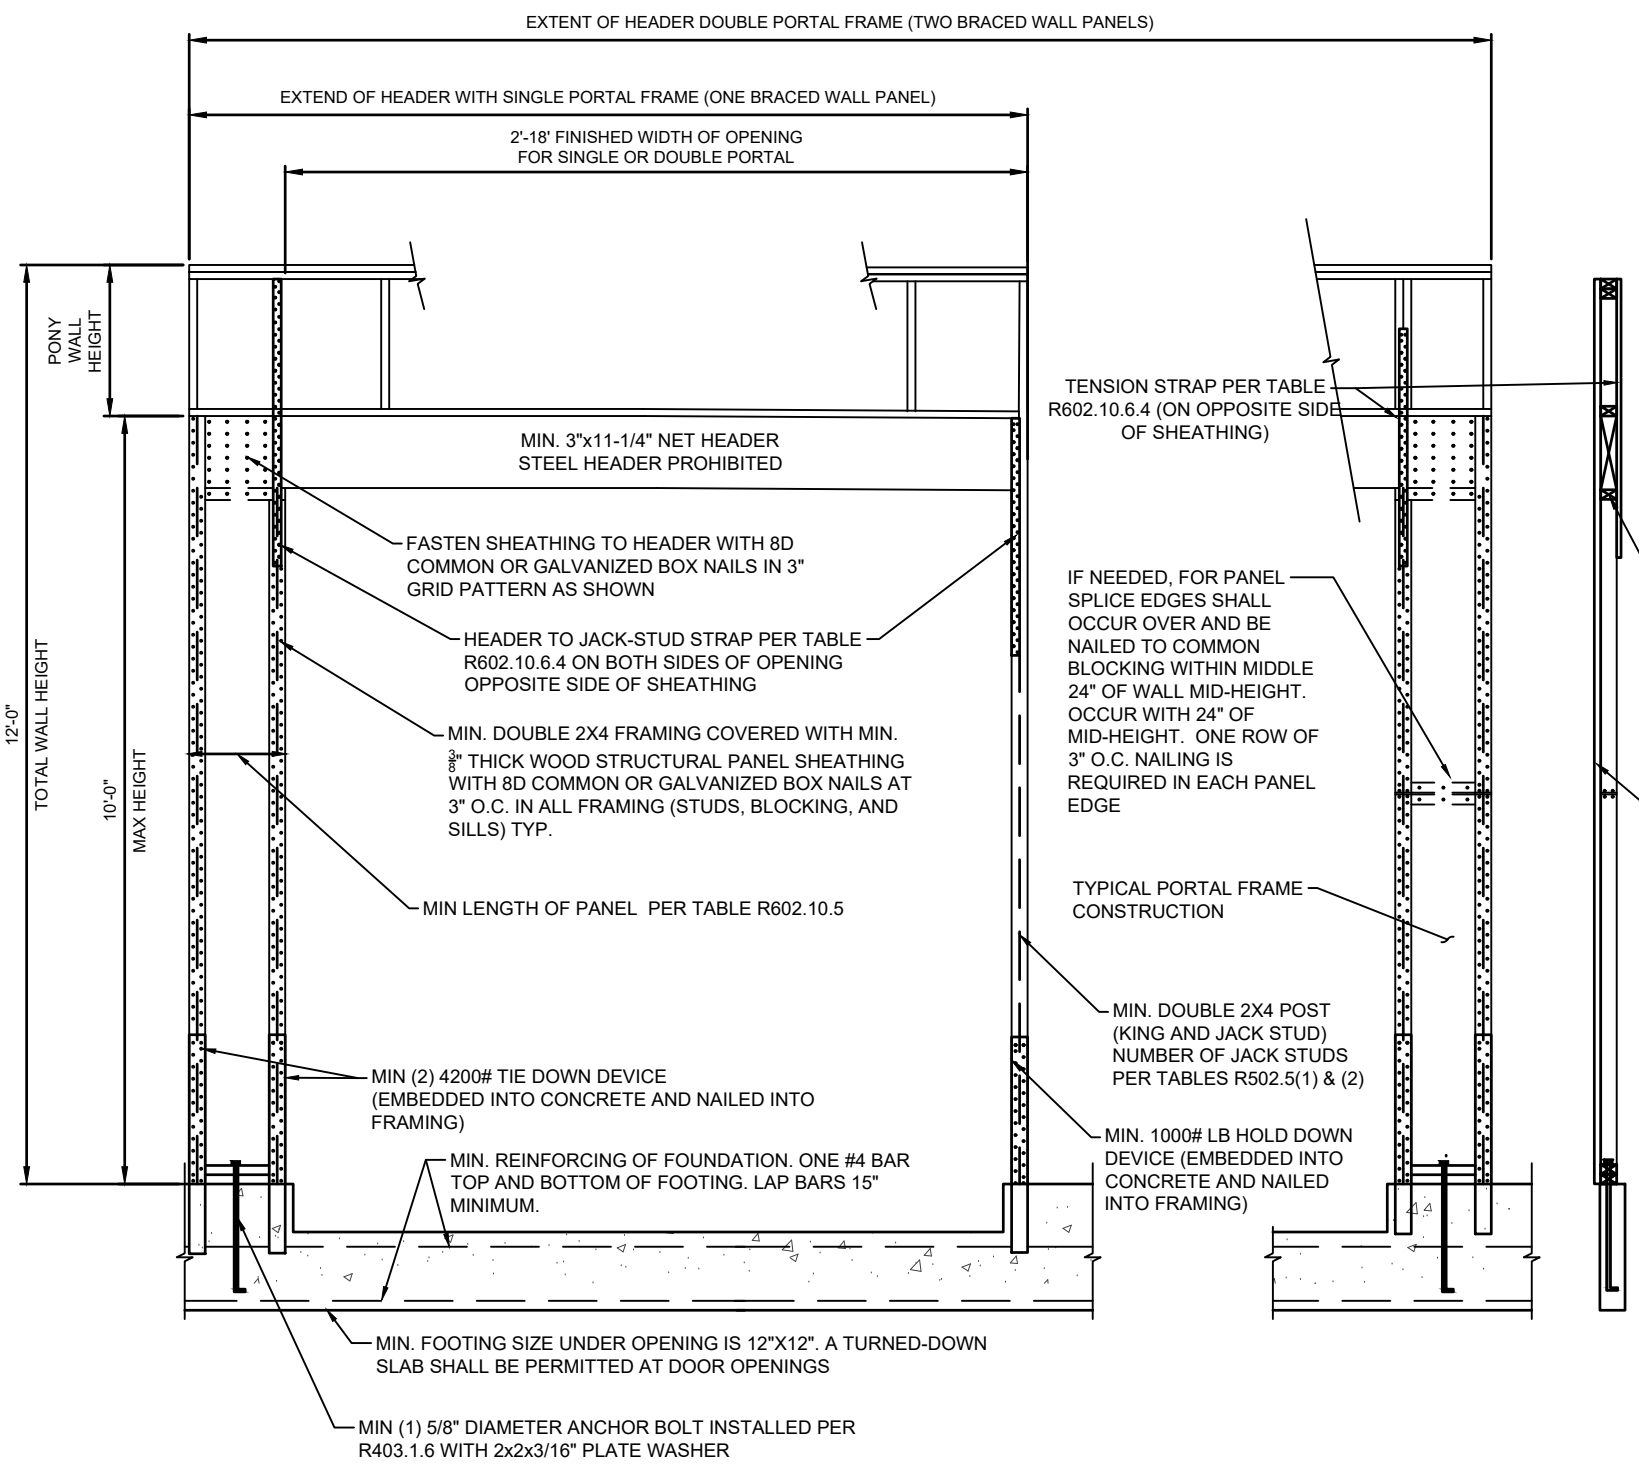 EXTENT OF HEADER DOUBLE PORTAL FRAME (TWO BRACED WALL PANELS)
EXTEND OF HEADER WITH SINGLE PORTAL FRAME (ONE BRACED WALL PANEL)
2'-18' FINISHED WIDTH OF OPENING
FOR SINGLE OR DOUBLE PORTAL
PONY
WALL
HEIGHT
12'-0"
TOTAL WALL HEIGHT
10'-0"
MAX HEIGHT
MIN. 3"x11-1/4" NET HEADER
STEEL HEADER PROHIBITED
TENSION STRAP PER TABLE
R602.10.6.4 (ON OPPOSITE SIDE
OF SHEATHING)
FASTEN SHEATHING TO HEADER WITH 8D
COMMON OR GALVANIZED BOX NAILS IN 3"
GRID PATTERN AS SHOWN
HEADER TO JACK-STUD STRAP PER TABLE
R602.10.6.4 ON BOTH SIDES OF OPENING
OPPOSITE SIDE OF SHEATHING
IF NEEDED, FOR PANEL
SPLICE EDGES SHALL
OCCUR OVER AND BE
NAILED TO COMMON
BLOCKING WITHIN MIDDLE
24" OF WALL MID-HEIGHT.
OCCUR WITH 24" OF
MID-HEIGHT. ONE ROW OF
3" O.C. NAILING IS
REQUIRED IN EACH PANEL
EDGE
MIN. DOUBLE 2X4 FRAMING COVERED WITH MIN.
3/8" THICK WOOD STRUCTURAL PANEL SHEATHING
WITH 8D COMMON OR GALVANIZED BOX NAILS AT
3" O.C. IN ALL FRAMING (STUDS, BLOCKING, AND
SILLS) TYP.
MIN LENGTH OF PANEL PER TABLE R602.10.5
TYPICAL PORTAL FRAME
CONSTRUCTION
MIN. DOUBLE 2X4 POST
(KING AND JACK STUD)
NUMBER OF JACK STUDS
PER TABLES R502.5(1) & (2)
MIN (2) 4200# TIE DOWN DEVICE
(EMBEDDED INTO CONCRETE AND NAILED INTO
FRAMING)
MIN. 1000# LB HOLD DOWN
DEVICE (EMBEDDED INTO
CONCRETE AND NAILED
INTO FRAMING)
MIN. REINFORCING OF FOUNDATION. ONE #4 BAR
TOP AND BOTTOM OF FOOTING. LAP BARS 15"
MINIMUM.
MIN. FOOTING SIZE UNDER OPENING IS 12"X12". A TURNED-DOWN
SLAB SHALL BE PERMITTED AT DOOR OPENINGS
MIN (1) 5/8" DIAMETER ANCHOR BOLT INSTALLED PER
R403.1.6 WITH 2x2x3/16" PLATE WASHER